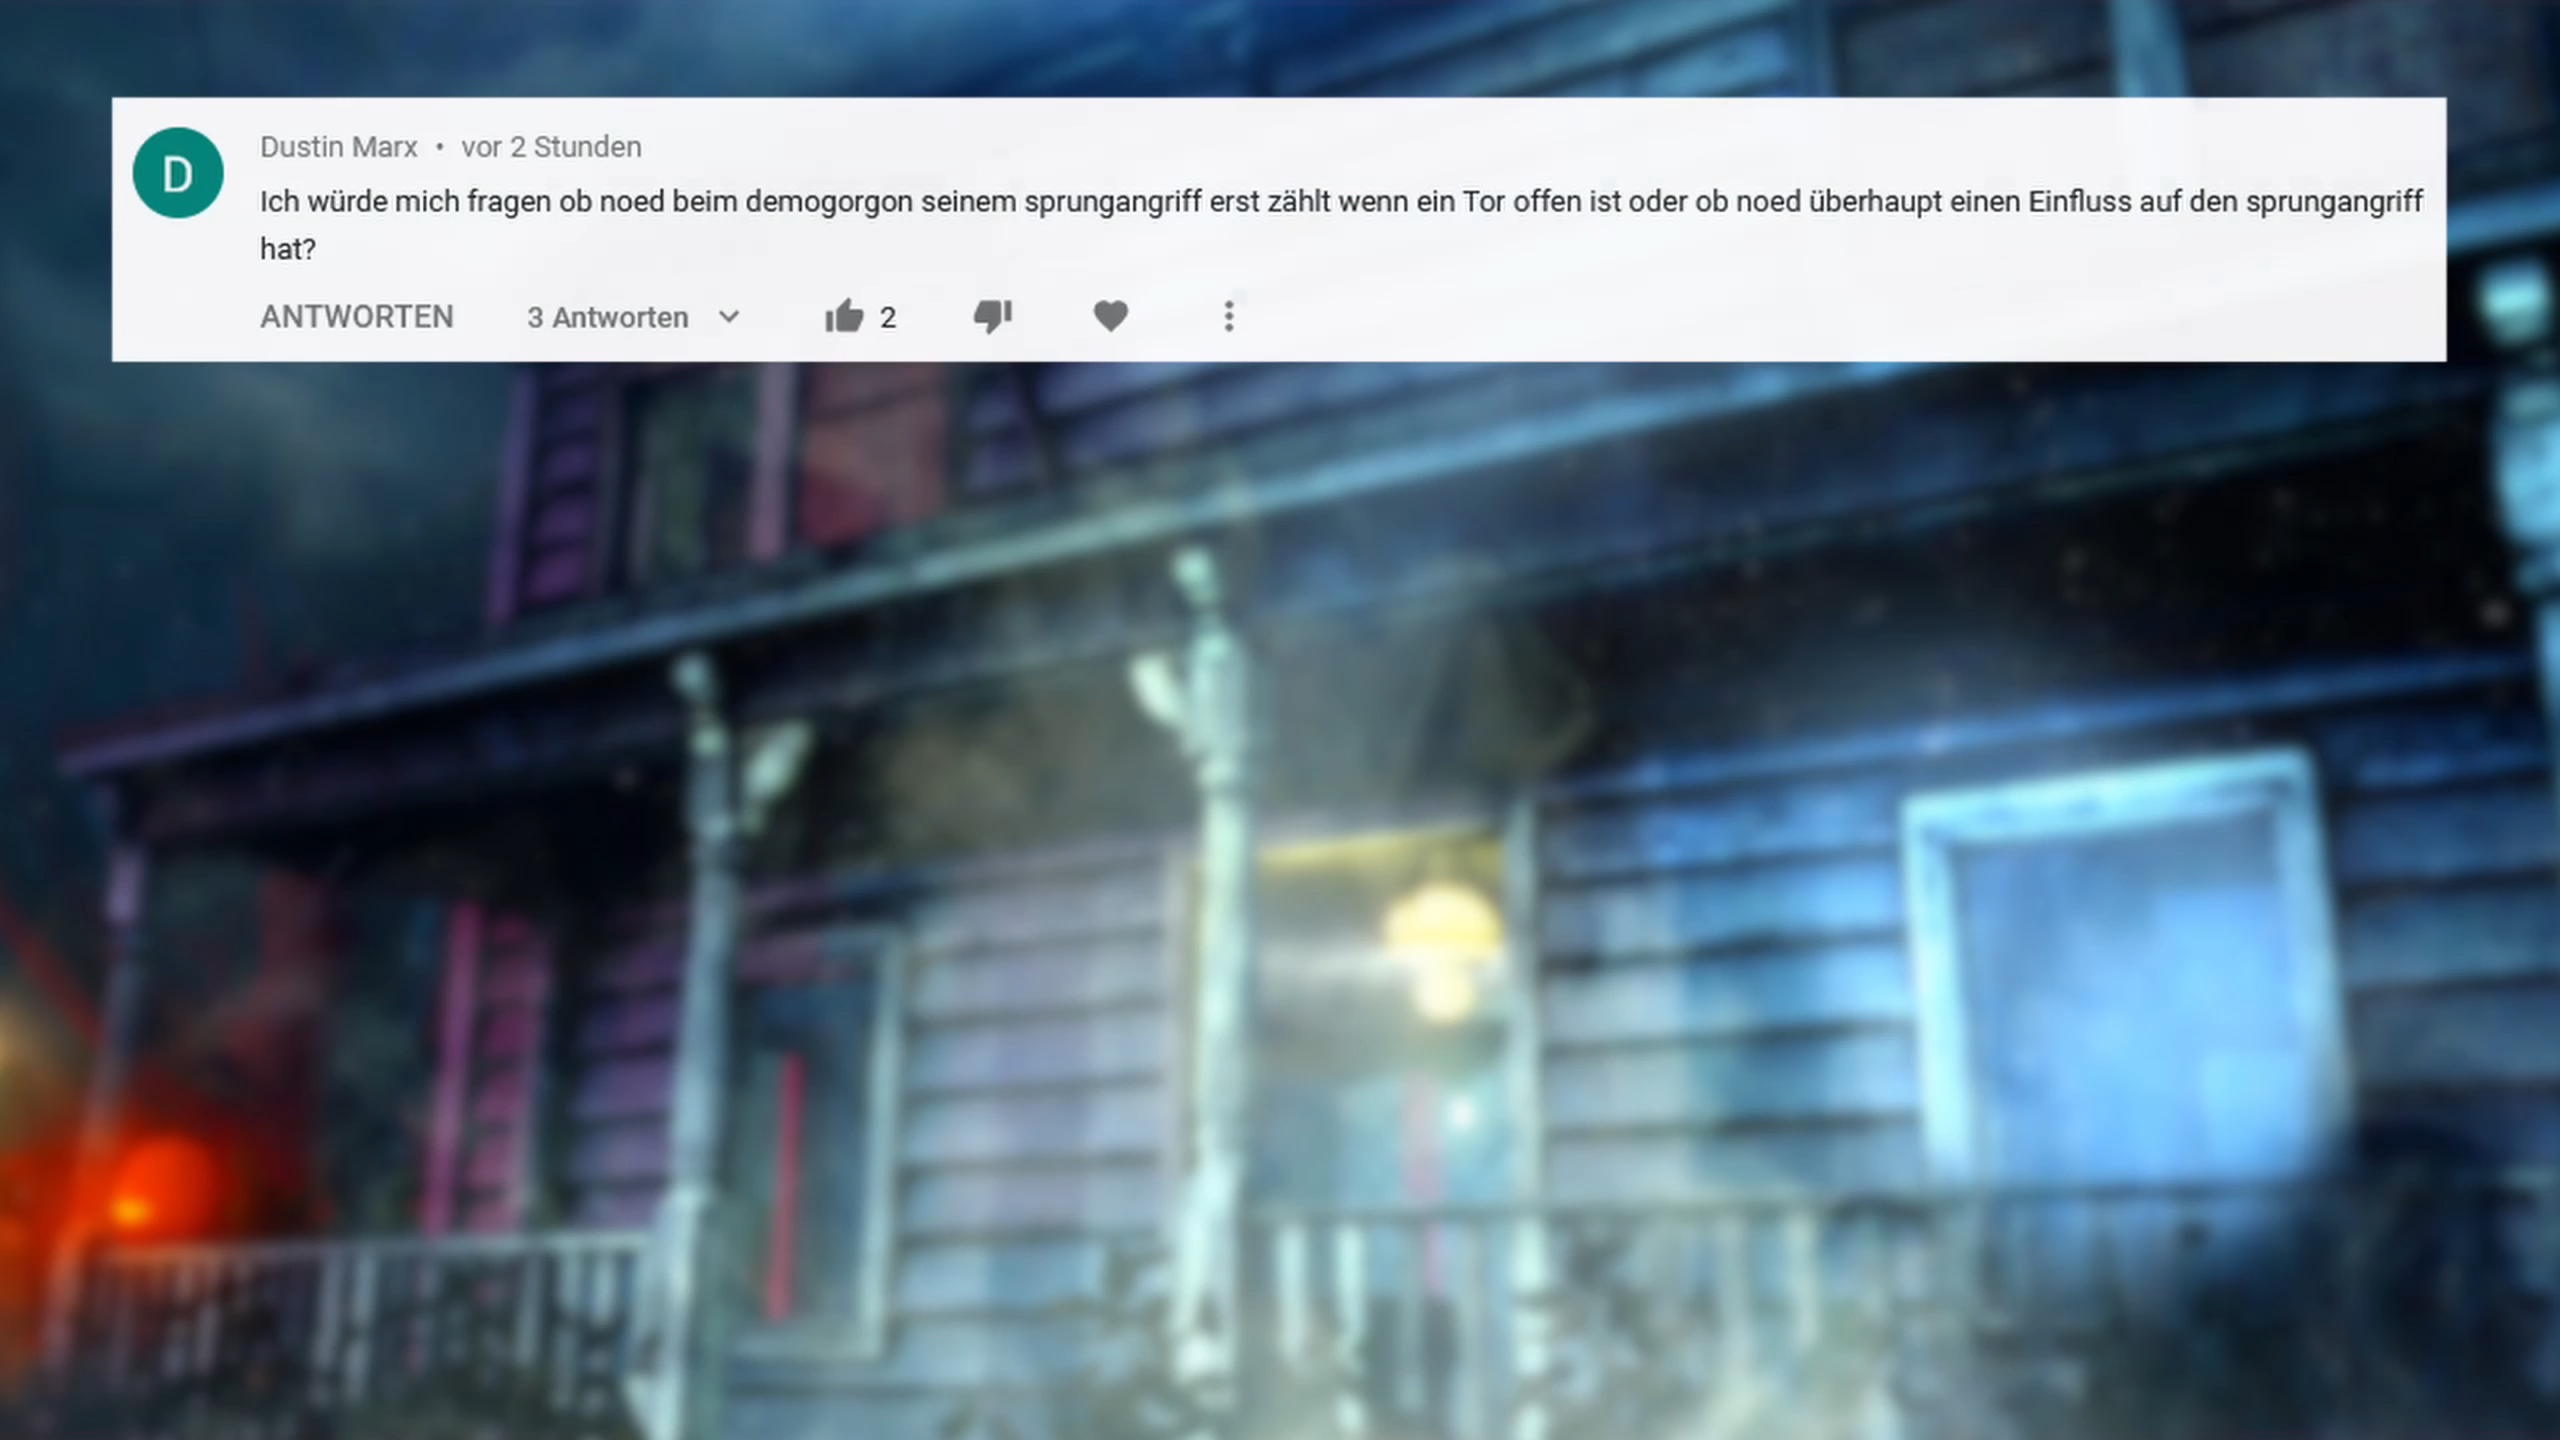 D
Dustin Marx • vor 2 Stunden
Ich würde mich fragen ob noed beim demogorgon seinem sprungangriff erst zählt wenn ein Tor offen ist oder ob noed überhaupt einen Einfluss auf den sprungangriff
hat?
ANTWORTEN 3 Antworten 2